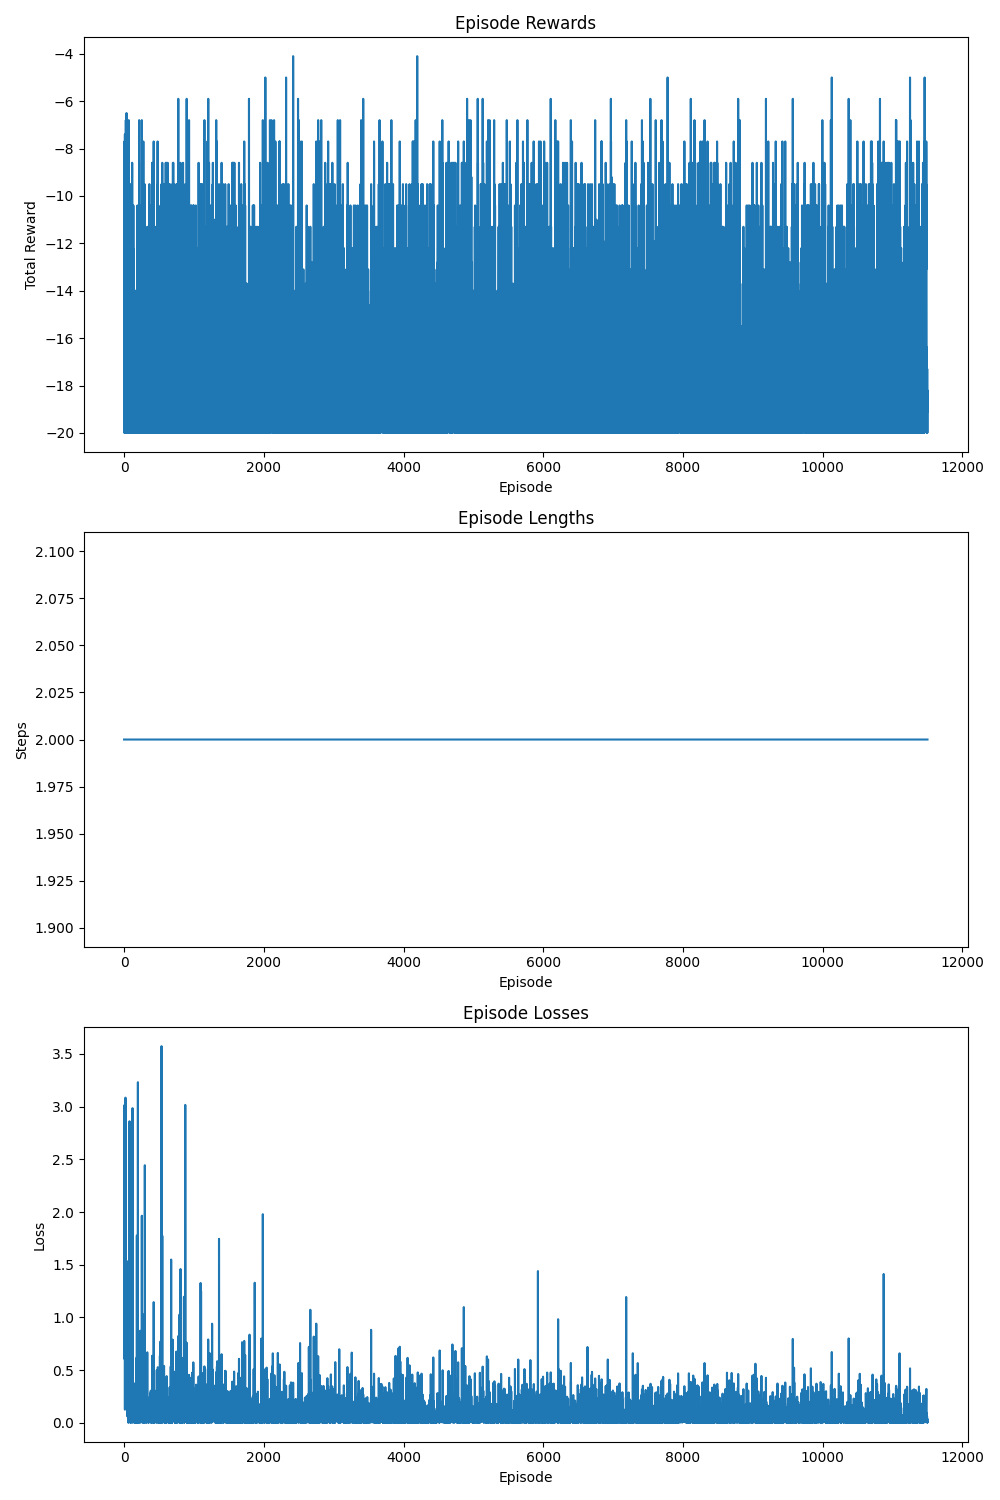 Episode Rewards
−4
−6
−8
−10
−12
−14
−16
−18
−20
Total Reward
0 2000 4000 6000 8000 10000 12000
Episode
Episode Lengths
2.100
2.075
2.050
2.025
2.000
1.975
1.950
1.925
1.900
Steps
0 2000 4000 6000 8000 10000 12000
Episode
Episode Losses
3.5
3.0
2.5
2.0
1.5
1.0
0.5
0.0
Loss
0 2000 4000 6000 8000 10000 12000
Episode